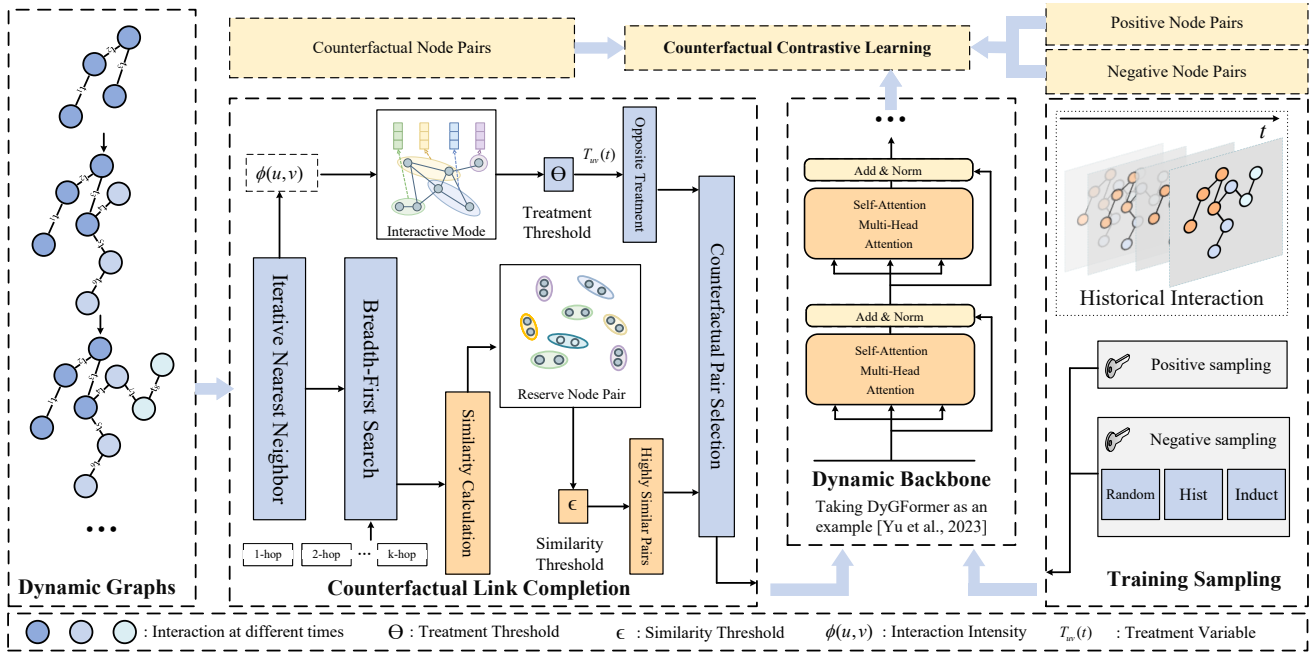 Counterfactual Node Pairs
Counterfactual Contrastive Learning
Positive Node Pairs
Negative Node Pairs
Dynamic Graphs
ϕ(u,v)
Interactive Mode
Θ
Treatment
Threshold
T_{uv}(t)
Opposite Treatment
Iterative Nearest Neighbor
Breadth-First Search
1-hop
2-hop
...
k-hop
Similarity Calculation
Reserve Node Pair
ϵ
Similarity
Threshold
Highly Similar Pairs
Counterfactual Pair Selection
Counterfactual Link Completion
Add & Norm
Self-Attention
Multi-Head
Attention
Add & Norm
Self-Attention
Multi-Head
Attention
Dynamic Backbone
Taking DyGFormer as an
example [Yu et al., 2023]
t
Historical Interaction
Positive sampling
Negative sampling
Random
Hist
Induct
Training Sampling
: Interaction at different times
Θ : Treatment Threshold
ϵ : Similarity Threshold
ϕ(u,v) : Interaction Intensity
T_{uv}(t) : Treatment Variable